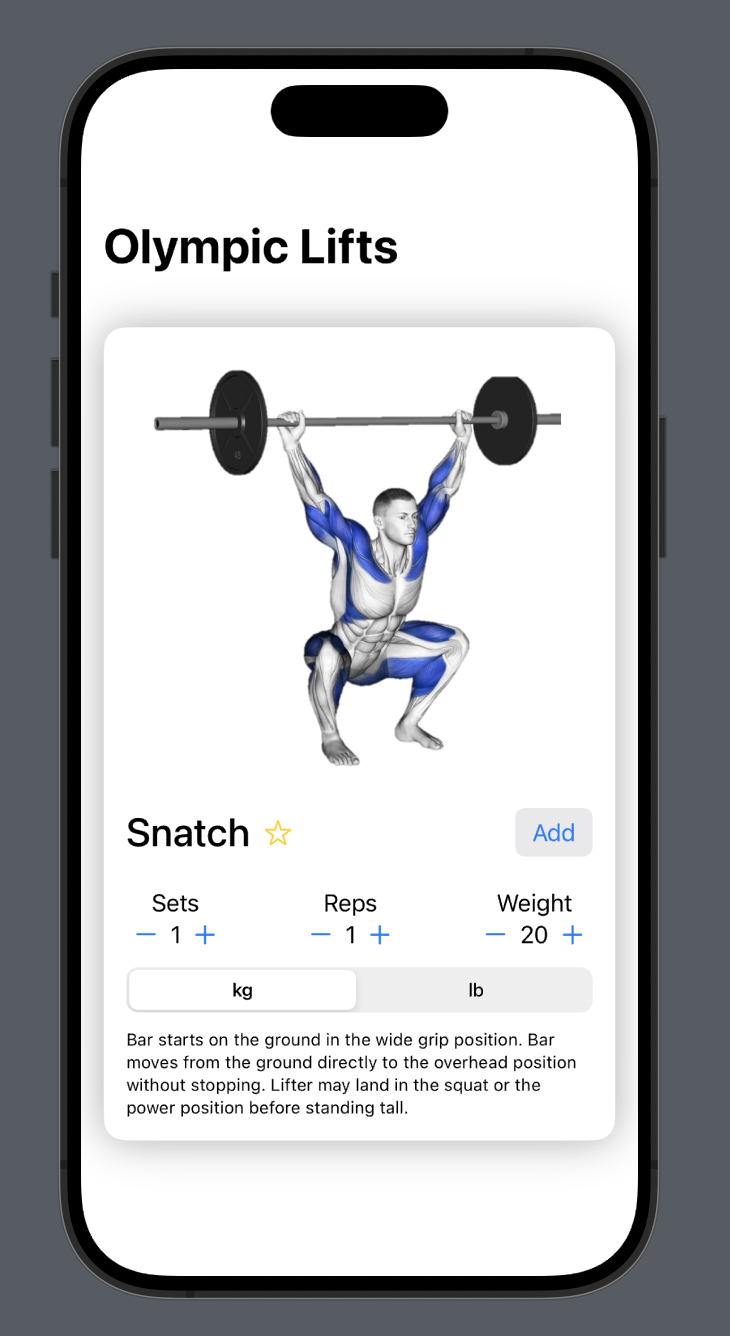 Olympic Lifts
Snatch
Add
Sets Reps Weight
1 1 20
kg lb
Bar starts on the ground in the wide grip position. Bar
moves from the ground directly to the overhead position
without stopping. Lifter may land in the squat or the
power position before standing tall.